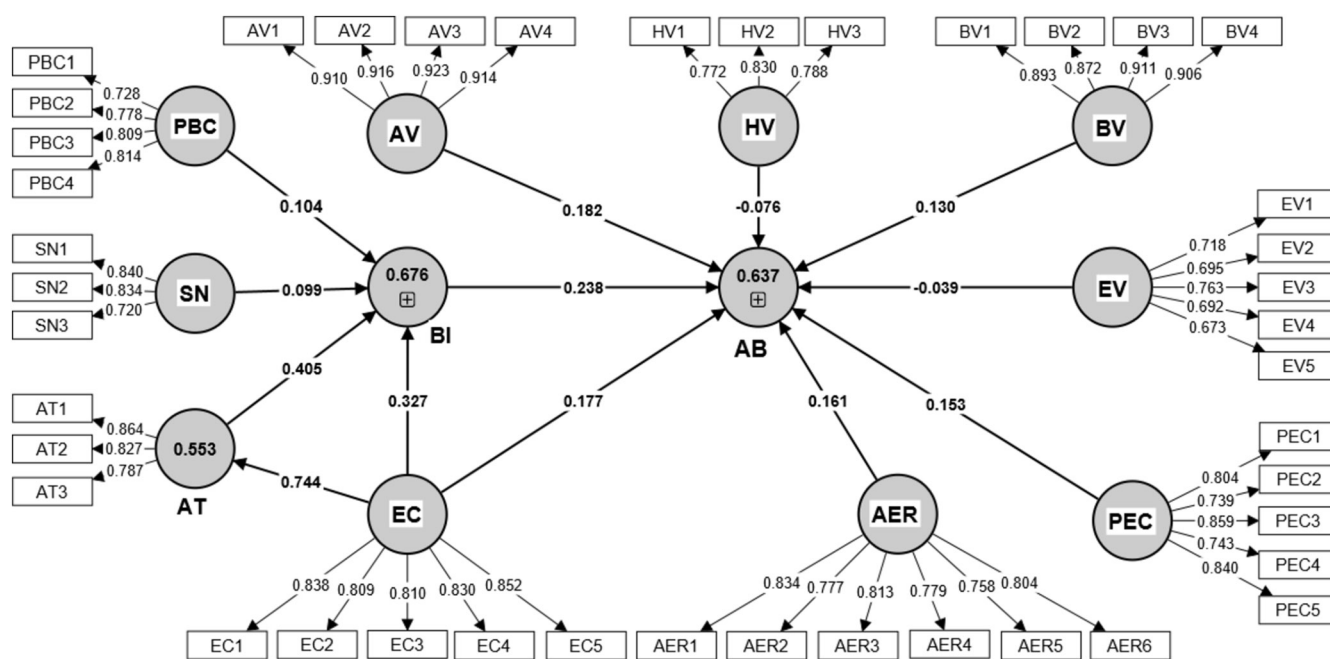 AV1 AV2 AV3 AV4
0.910 0.916 0.923 0.914
AV
HV1 HV2 HV3
0.772 0.830 0.788
HV
BV1 BV2 BV3 BV4
0.893 0.872 0.911 0.906
BV
PBC1
PBC2
PBC3
PBC4
0.728
0.778
0.809
0.814
PBC
0.104
0.182
-0.076
0.130
SN1
SN2
SN3
0.840
0.834
0.720
SN
0.099
0.676
BI
0.238
0.637
AB
-0.039
EV
0.718
0.695
0.763
0.692
0.673
EV1
EV2
EV3
EV4
EV5
0.405
0.327
0.177
0.161
0.153
AT1
AT2
AT3
0.864
0.827
0.787
0.553
AT
0.744
EC
0.838 0.809 0.810 0.830 0.852
EC1 EC2 EC3 EC4 EC5
AER
0.834 0.777 0.813 0.779 0.758 0.804
AER1 AER2 AER3 AER4 AER5 AER6
PEC
0.804
0.739
0.859
0.743
0.840
PEC1
PEC2
PEC3
PEC4
PEC5